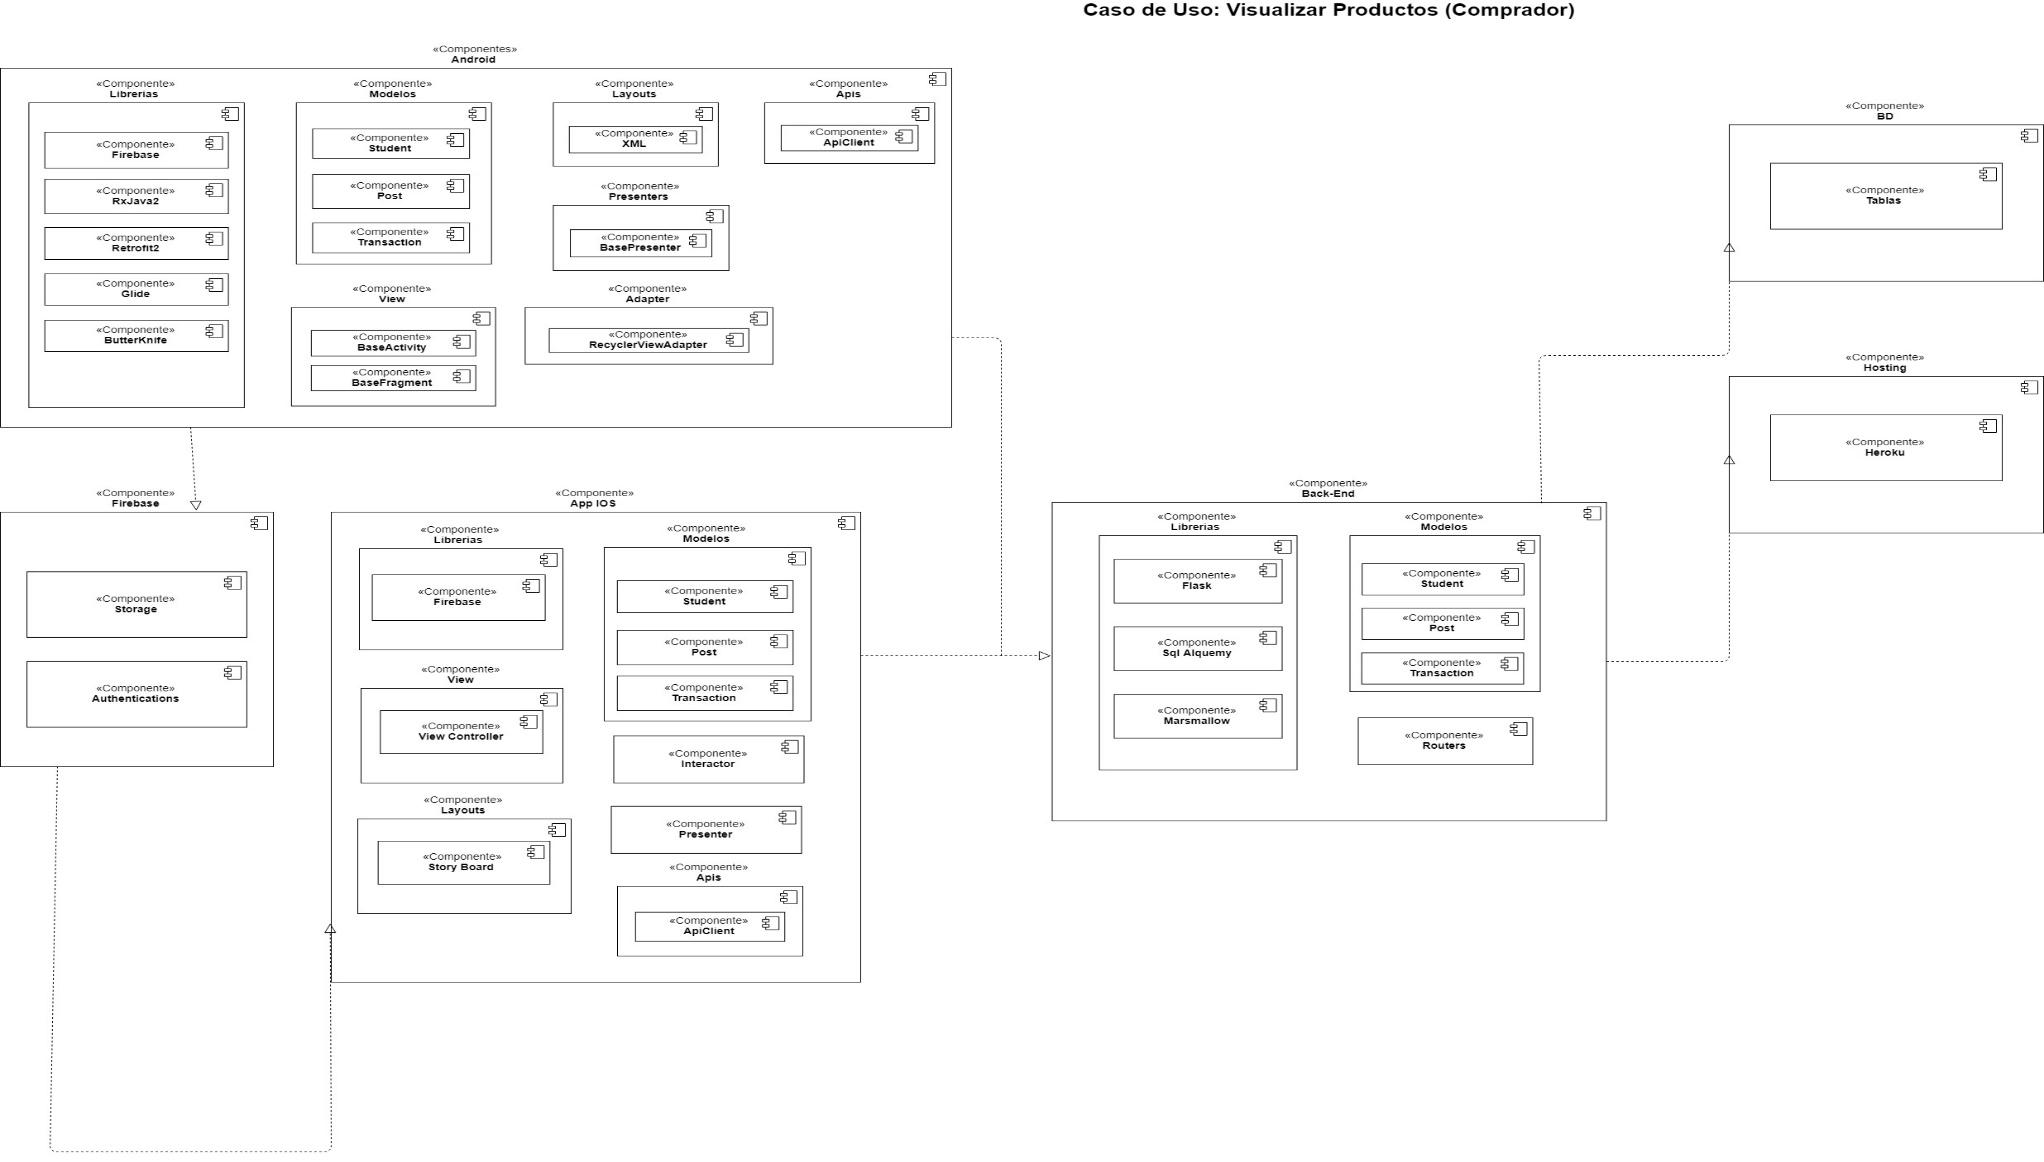 Caso de Uso: Visualizar Productos (Comprador)
«Componentes»
Android
«Componente»
Librerias
«Componente»
Firebase
«Componente»
RxJava2
«Componente»
Retrofit2
«Componente»
Glide
«Componente»
ButterKnife
«Componente»
Modelos
«Componente»
Student
«Componente»
Post
«Componente»
Transaction
«Componente»
View
«Componente»
BaseActivity
«Componente»
BaseFragment
«Componente»
Layouts
«Componente»
XML
«Componente»
Presenters
«Componente»
BasePresenter
«Componente»
Adapter
«Componente»
RecyclerViewAdapter
«Componente»
Apis
«Componente»
ApiClient
«Componente»
Firebase
«Componente»
Storage
«Componente»
Authentications
«Componente»
App IOS
«Componente»
Librerias
«Componente»
Firebase
«Componente»
View
«Componente»
View Controller
«Componente»
Layouts
«Componente»
Story Board
«Componente»
Modelos
«Componente»
Student
«Componente»
Post
«Componente»
Transaction
«Componente»
Interactor
«Componente»
Presenter
«Componente»
Apis
«Componente»
ApiClient
«Componente»
Back-End
«Componente»
Librerias
«Componente»
Flask
«Componente»
Sql Alquemy
«Componente»
Marsmallow
«Componente»
Modelos
«Componente»
Student
«Componente»
Post
«Componente»
Transaction
«Componente»
Routers
«Componente»
BD
«Componente»
Tablas
«Componente»
Hosting
«Componente»
Heroku